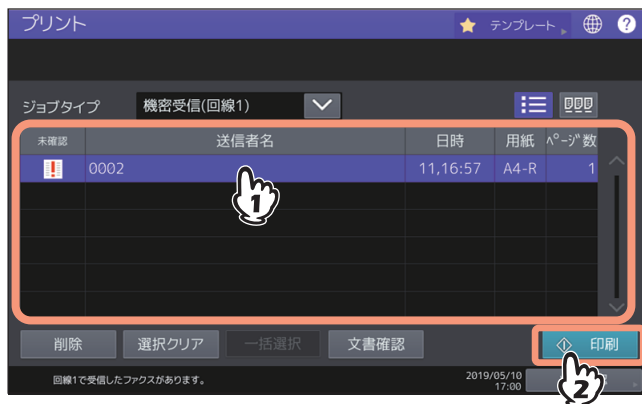 プリント
テンプレート
?
ジョブタイプ 機密受信(回線1)
未確認 送信者名 日時 用紙 ページ数
0002 11,16:57 A4-R 1
1
削除 選択クリア 一括選択 文書確認 印刷
回線1で受信したファクスがあります。 2019/05/10
17:00
2